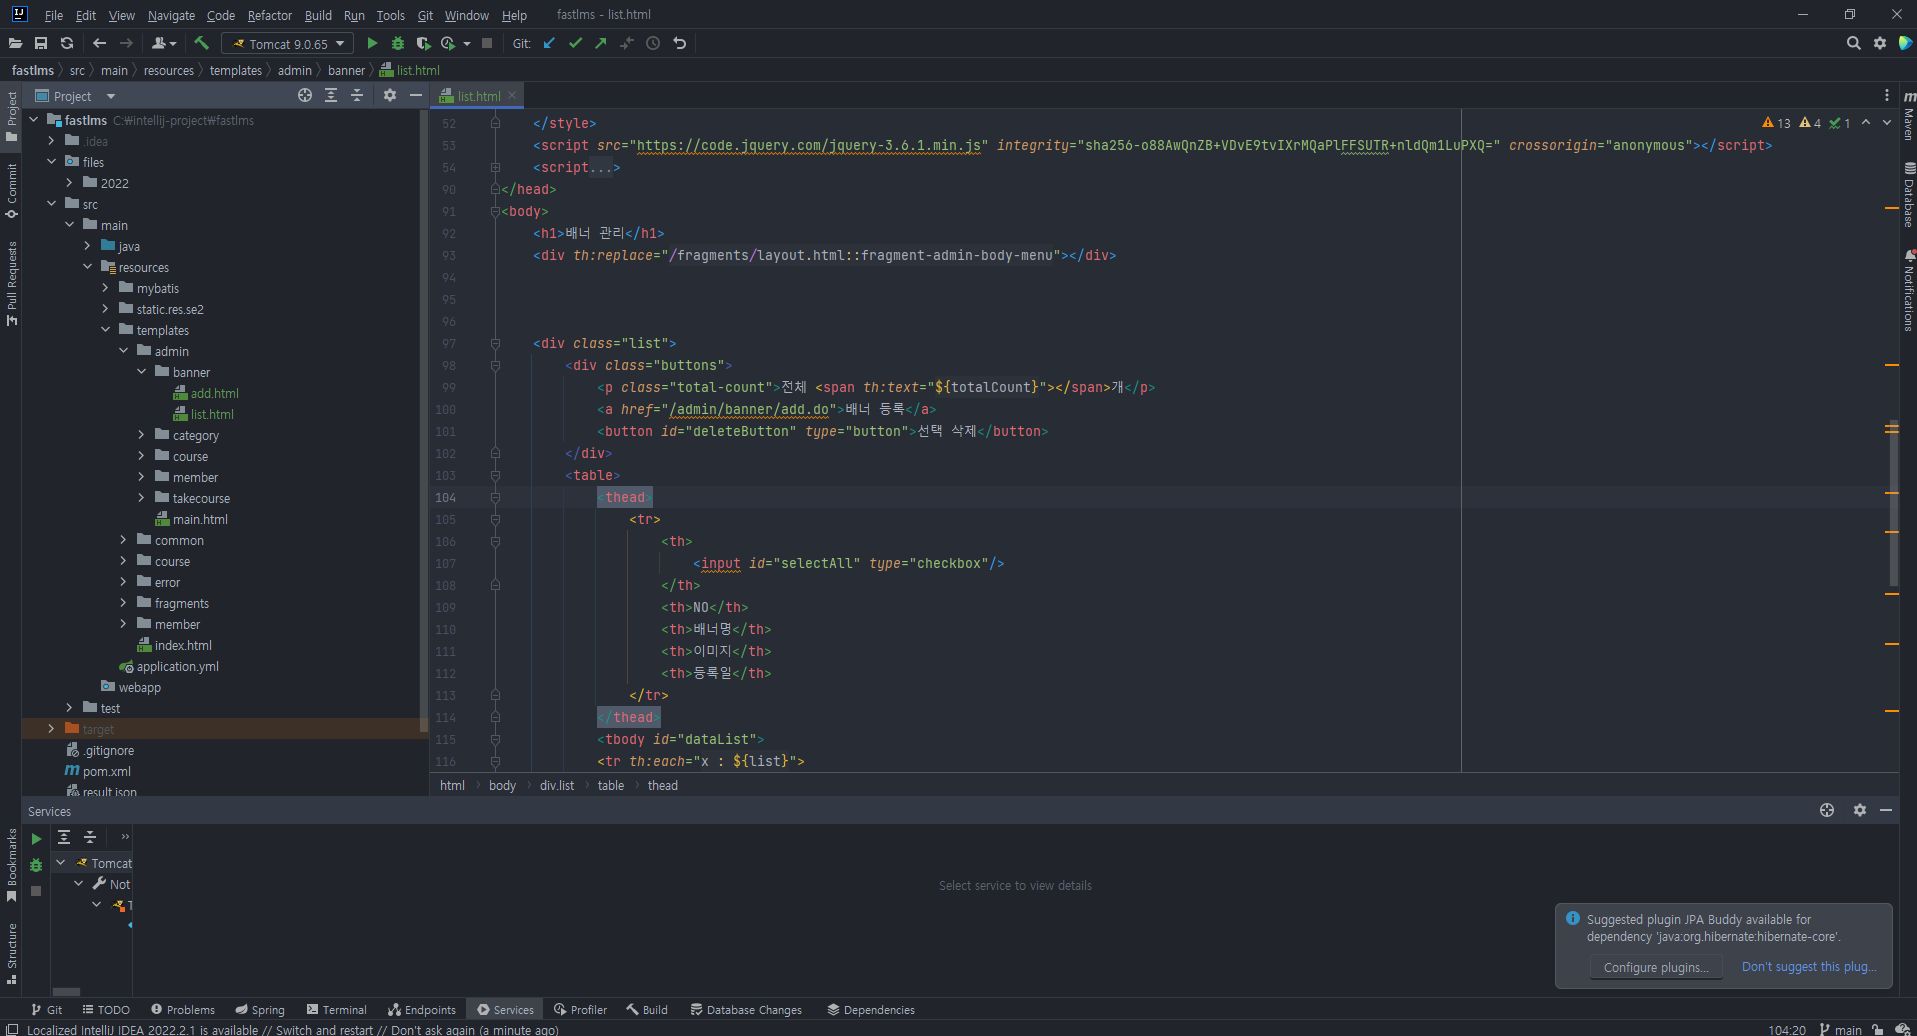 File Edit View Navigate Code Refactor Build Run Tools Git Window Help fastlms - list.html
Tomcat 9.0.65 Git:
fastlms src main resources templates admin banner list.html
Project
list.html
fastlms C:₩intellij-project₩fastlms
.idea
files
2022
src
main
java
resources
mybatis
static.res.se2
templates
admin
banner
add.html
list.html
category
course
member
takecourse
main.html
common
course
error
fragments
member
index.html
application.yml
webapp
test
target
.gitignore
pom.xml
result.json
Project
Commit
Pull Requests
Bookmarks
Structure
13 4 1
52 </style>
53 <script src="https://code.jquery.com/jquery-3.6.1.min.js" integrity="sha256-o88AwQnZB+VDvE9tvIXrMQaPlFFSUTR+nldQm1LuPXQ=" crossorigin="anonymous"></script>
54 <script...>
90 </head>
91 <body>
92 <h1>배너 관리</h1>
93 <div th:replace="/fragments/layout.html::fragment-admin-body-menu"></div>
94
95
96
97 <div class="list">
98 <div class="buttons">
99 <p class="total-count">전체 <span th:text="${totalCount}"></span>개</p>
100 <a href="/admin/banner/add.do">배너 등록</a>
101 <button id="deleteButton" type="button">선택 삭제</button>
102 </div>
103 <table>
104 <thead>
105 <tr>
106 <th>
107 <input id="selectAll" type="checkbox"/>
108 </th>
109 <th>NO</th>
110 <th>배너명</th>
111 <th>이미지</th>
112 <th>등록일</th>
113 </tr>
114 </thead>
115 <tbody id="dataList">
116 <tr th:each="x : ${list}">
html body div.list table thead
Maven
Database
Notifications
Services
Tomcat
Not
T
Select service to view details
Suggested plugin JPA Buddy available for
dependency 'java:org.hibernate:hibernate-core'.
Configure plugins... Don't suggest this plug...
Git TODO Problems Spring Terminal Endpoints Services Profiler Build Database Changes Dependencies
Localized IntelliJ IDEA 2022.2.1 is available // Switch and restart // Don't ask again (a minute ago) 104:20 main